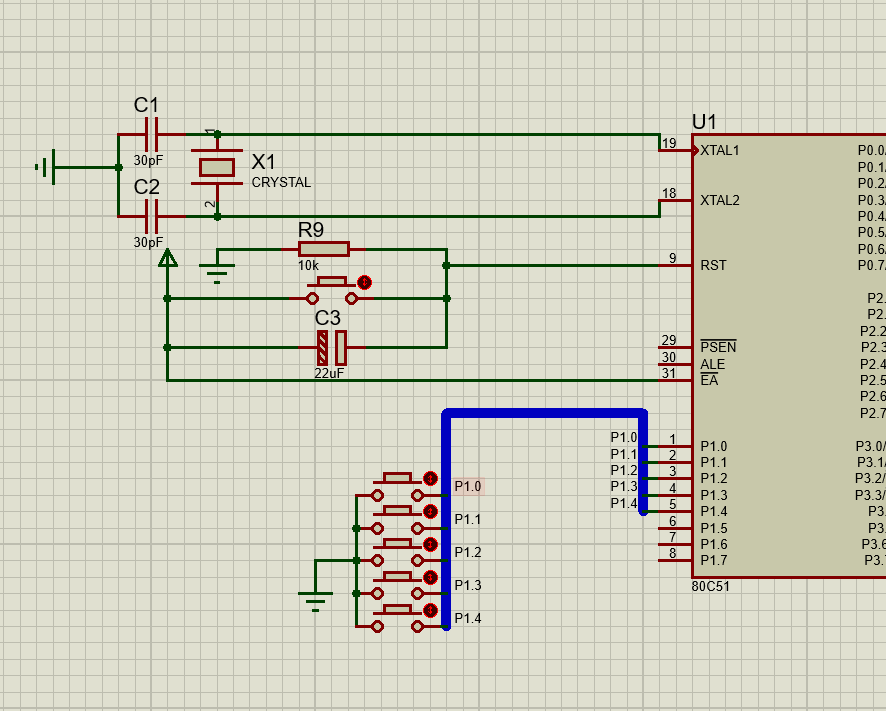 C1
30pF
1
X1
CRYSTAL
2
C2
30pF
R9
10k
C3
22uF
U1
19
XTAL1
18
XTAL2
9
RST
29
PSEN
30
ALE
31
EA
P1.0
1
P1.0
P1.1
2
P1.1
P1.2
3
P1.2
P1.3
4
P1.3
P1.4
5
P1.4
6
P1.5
7
P1.6
8
P1.7
80C51
P0.0/
P0.1/
P0.2/
P0.3/
P0.4/
P0.5/
P0.6/
P0.7/
P2.
P2.
P2.2
P2.3
P2.4
P2.5
P2.6
P2.7
P3.0/
P3.1/
P3.2/
P3.3/
P3.
P3.
P3.6
P3.
P1.0
P1.1
P1.2
P1.3
P1.4